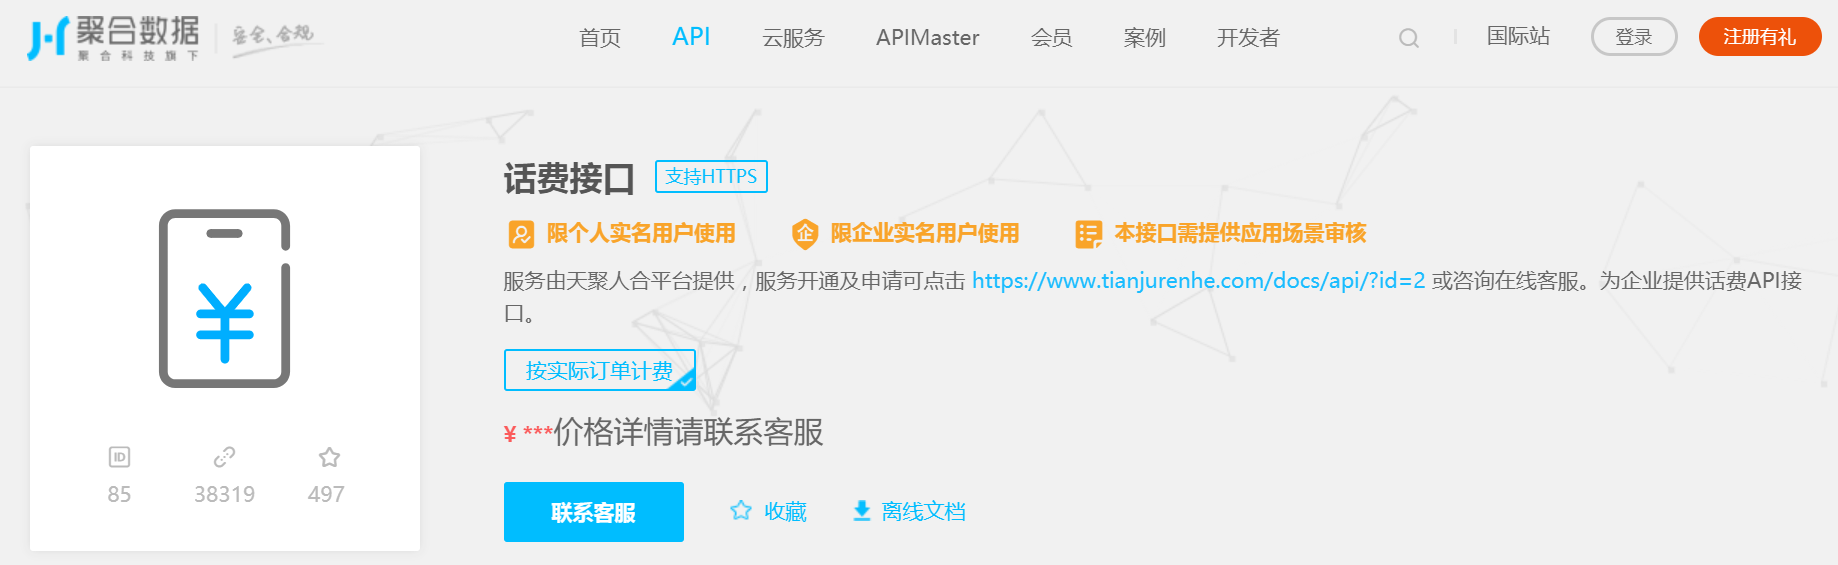 聚合数据
聚合科技旗下
安全、合规
首页 API 云服务 APIMaster 会员 案例 开发者 国际站 登录 注册有礼
话费接口 支持HTTPS
限个人实名用户使用 企 限企业实名用户使用 本接口需提供应用场景审核
服务由天聚人合平台提供，服务开通及申请可点击 https://www.tianjurenhe.com/docs/api/?id=2 或咨询在线客服。为企业提供话费API接
口。
按实际订单计费
¥ ***价格详情请联系客服
¥
ID
85 38319 497
联系客服 收藏 离线文档